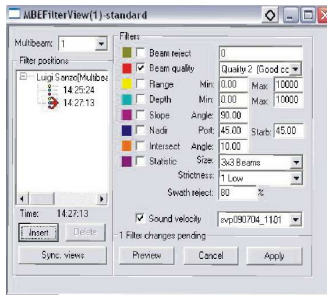 MBEFilterView(1)-standard
Multibeam: 1
Filter positions
Luigi Sanzo[Multibea
14:25:24
14:27:13
Time: 14:27:13
Insert Delete
Sync. views
Filters
Beam reject 0
Beam quality Quality 2 (Good cc
Range Min: 0.00 Max: 10000
Depth Min: 0.00 Max: 10000
Slope Angle: 90.00
Nadir Port: 45.00 Starb: 45.00
Intersect Angle: 10.00
Statistic Size: 3x3 Beams
Strictness: 1 Low
Swath reject: 80 %
Sound velocity svp090704_1101
1 Filter changes pending
Preview Cancel Apply